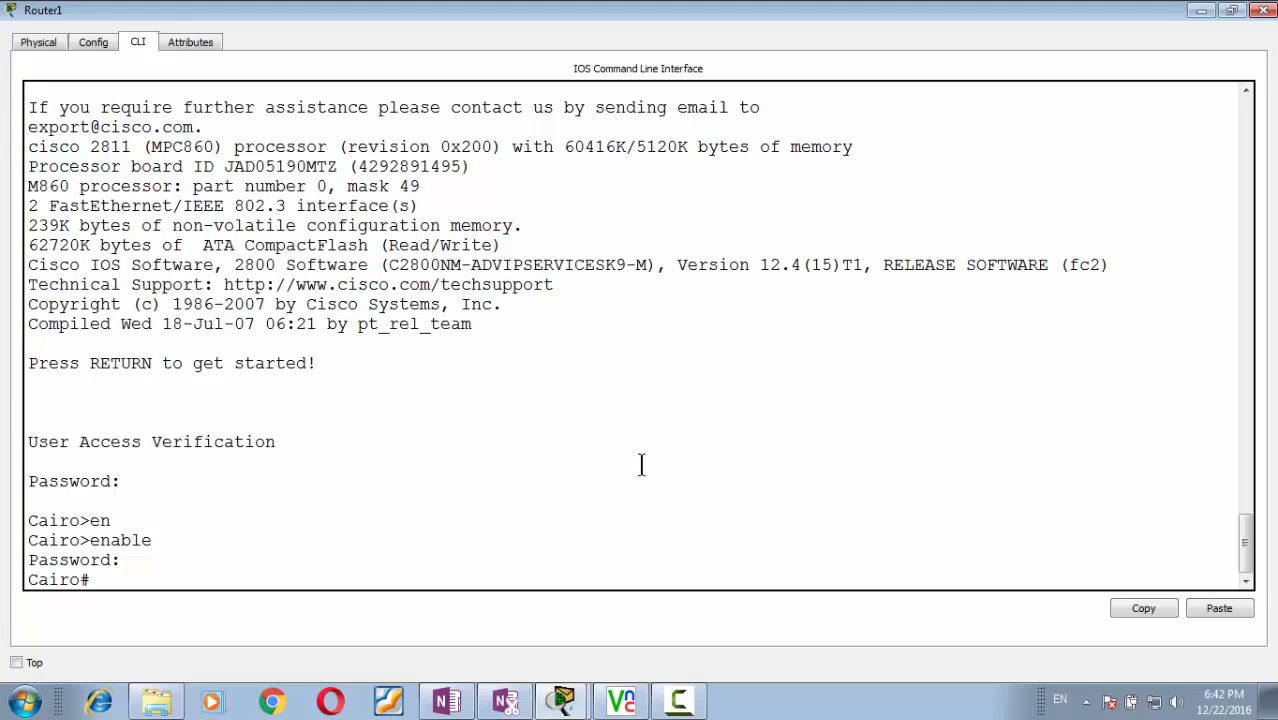 Router1
Physical Config CLI Attributes
IOS Command Line Interface
If you require further assistance please contact us by sending email to
export@cisco.com.
cisco 2811 (MPC860) processor (revision 0x200) with 60416K/5120K bytes of memory
Processor board ID JAD05190MTZ (4292891495)
M860 processor: part number 0, mask 49
2 FastEthernet/IEEE 802.3 interface(s)
239K bytes of non-volatile configuration memory.
62720K bytes of  ATA CompactFlash (Read/Write)
Cisco IOS Software, 2800 Software (C2800NM-ADVIPSERVICESK9-M), Version 12.4(15)T1, RELEASE SOFTWARE (fc2)
Technical Support: http://www.cisco.com/techsupport
Copyright (c) 1986-2007 by Cisco Systems, Inc.
Compiled Wed 18-Jul-07 06:21 by pt_rel_team
Press RETURN to get started!
User Access Verification
Password:
Cairo>en
Cairo>enable
Password:
Cairo#
Copy Paste
Top
EN 6:42 PM
12/22/2016